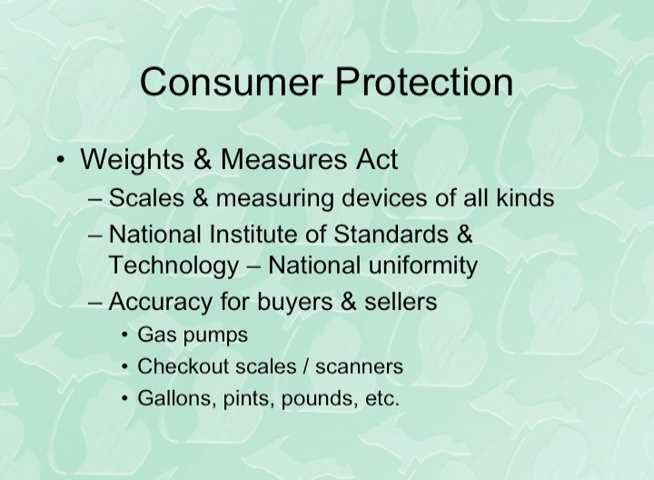 Consumer Protection
• Weights & Measures Act
– Scales & measuring devices of all kinds
– National Institute of Standards &
Technology – National uniformity
– Accuracy for buyers & sellers
• Gas pumps
• Checkout scales / scanners
• Gallons, pints, pounds, etc.